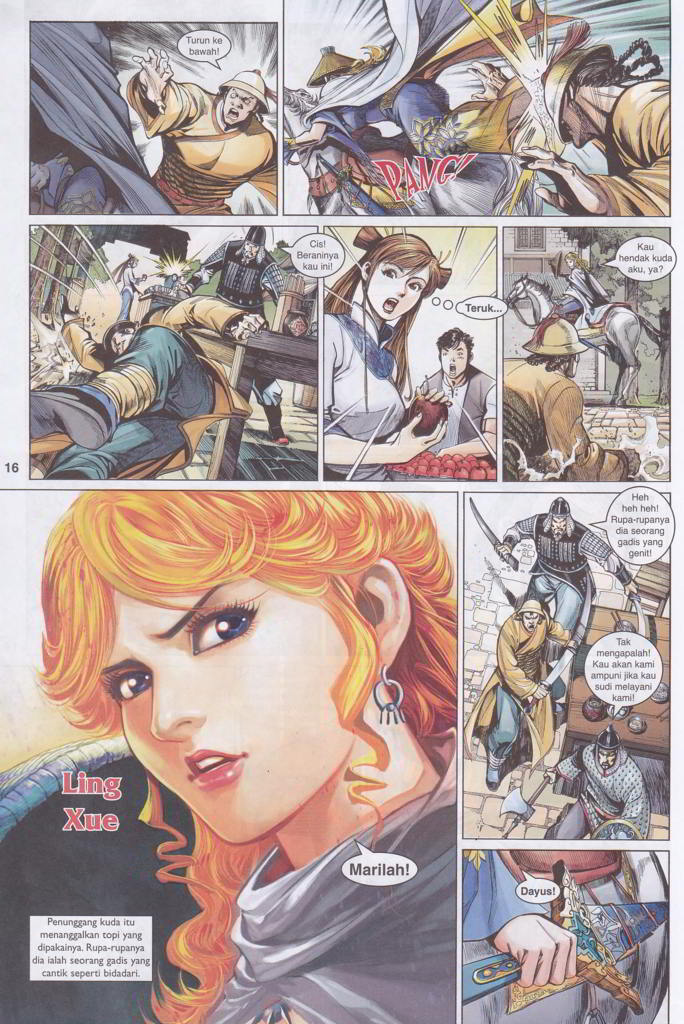 Turun ke
bawah!
PANG!
Cis!
Beraninya
kau ini!
Teruk...
Kau
hendak kuda
aku, ya?
16
Heh
heh heh!
Rupa-rupanya
dia seorang
gadis yang
genit!
Tak
mengapalah!
Kau akan kami
ampuni jika kau
sudi melayani
kami!
Ling
Xue
Marilah!
Penunggang kuda itu
menanggalkan topi yang
dipakainya. Rupa-rupanya
dia ialah seorang gadis yang
cantik seperti bidadari.
Dayus!